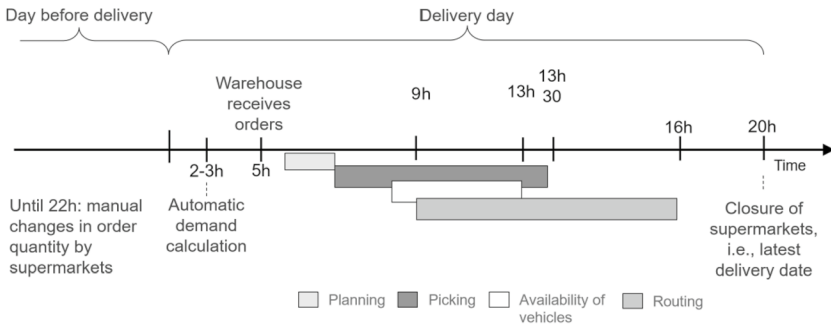 Day before delivery
Delivery day
Warehouse
receives
orders
9h
13h
13h
30
16h
20h
2-3h
5h
Time
Until 22h: manual
changes in order
quantity by
supermarkets
Automatic
demand
calculation
Closure of
supermarkets,
i.e., latest
delivery date
Planning
Picking
Availability of
vehicles
Routing